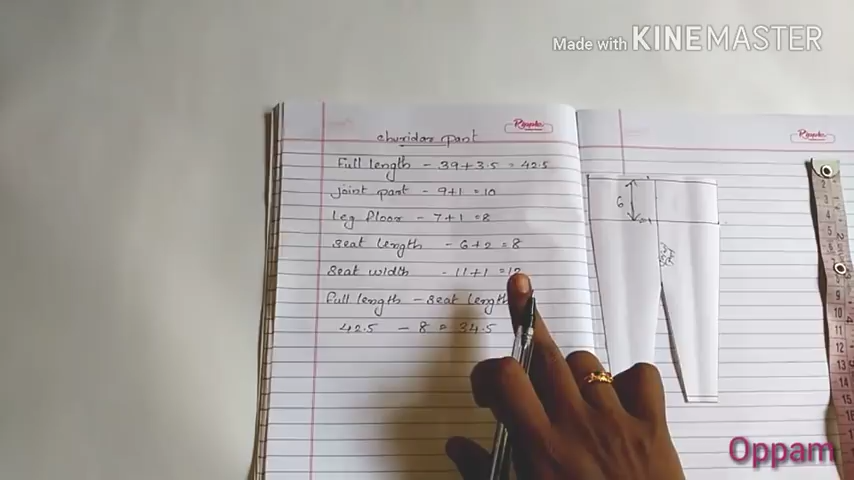 Made with KINEMASTER
churidar pant
Full length - 39 + 3.5 = 42.5
joint part - 9+1 = 10
Leg floor - 7+1 = 8
seat length - 6+2 = 8
seat width - 11+1 = 12
Full length - seat length
42.5 - 8 = 34.5
6
Oppam